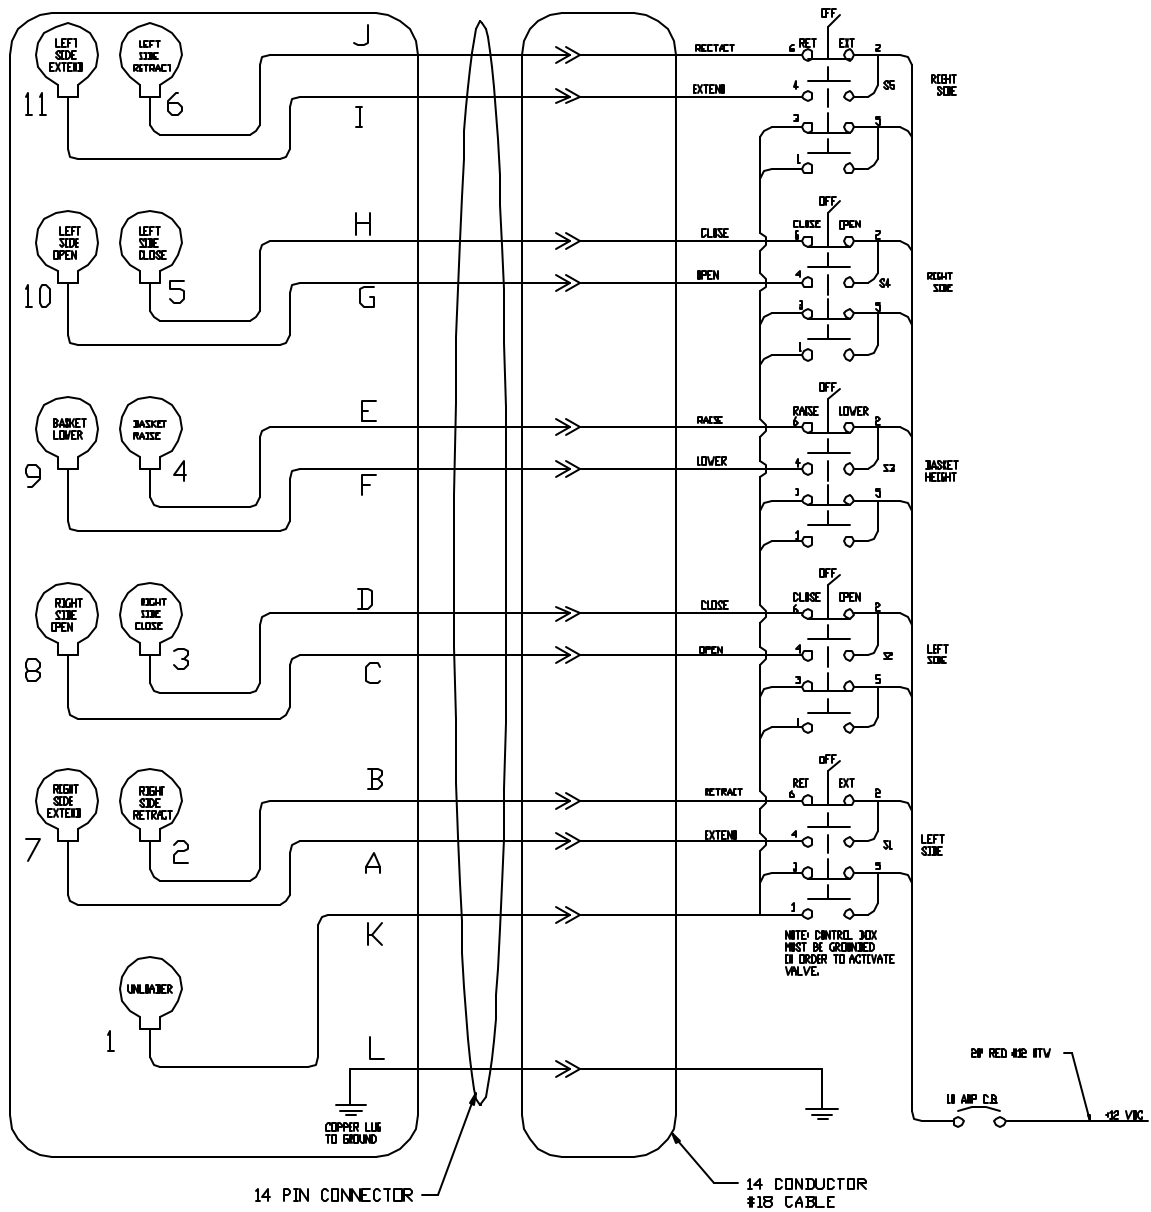 OFF
LEFT
SIDE
EXTEND
LEFT
SIDE
RETRACT
J
RECTACT
6
RET
EXT
2
11
6
I
EXTEND
4
S5
RIGHT
SIDE
3
5
1
OFF
LEFT
SIDE
OPEN
LEFT
SIDE
CLOSE
H
CLOSE
CLOSE
OPEN
6
2
10
5
G
OPEN
4
S4
RIGHT
SIDE
3
5
1
OFF
BASKET
LOWER
BASKET
RAISE
E
RAISE
RAISE
LOWER
6
2
9
4
F
LOWER
4
S3
BASKET
HEIGHT
3
5
1
OFF
RIGHT
SIDE
OPEN
RIGHT
SIDE
CLOSE
D
CLOSE
CLOSE
OPEN
6
2
8
3
C
OPEN
4
S2
LEFT
SIDE
3
5
1
OFF
RIGHT
SIDE
EXTEND
RIGHT
SIDE
RETRACT
B
RETRACT
RET
EXT
6
2
7
2
A
EXTEND
4
S1
LEFT
SIDE
3
5
1
K
NOTE: CONTROL BOX
MUST BE GROUNDED
IN ORDER TO ACTIVATE
VALVE.
UNLOADER
1
L
COPPER LUG
TO GROUND
RED #12 MTW
10 AMP C.B.
+12 VDC
14 PIN CONNECTOR
14 CONDUCTOR
#18 CABLE